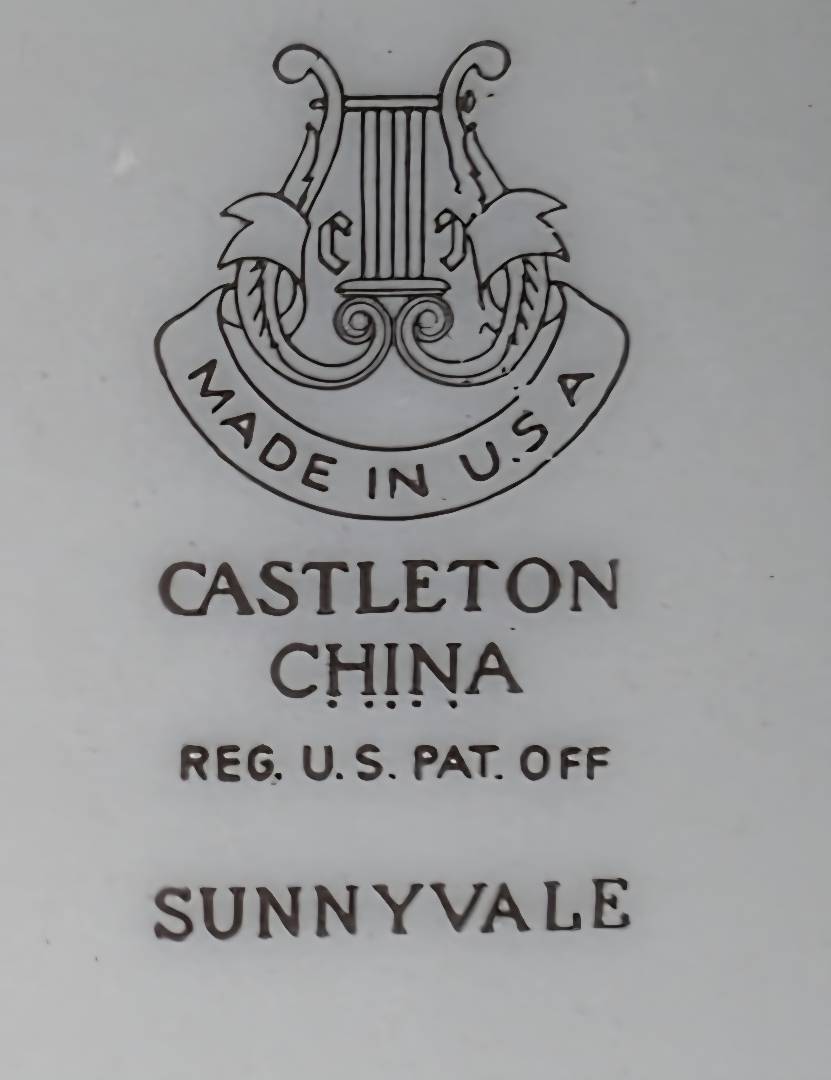 C C
MADE IN U.S.A
CASTLETON
CHINA
REG. U.S. PAT. OFF
SUNNYVALE